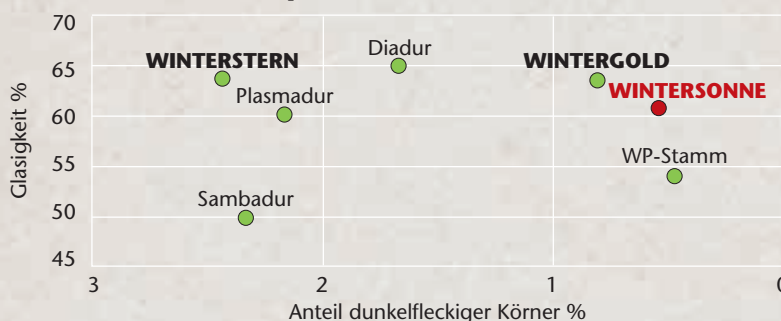 70
65
60
55
50
45
Glasigkeit %
WINTERSTERN
Diadur
WINTERGOLD
Plasmadur
WINTERSONNE
WP-Stamm
Sambadur
3
2
1
0
Anteil dunkelfleckiger Körner %